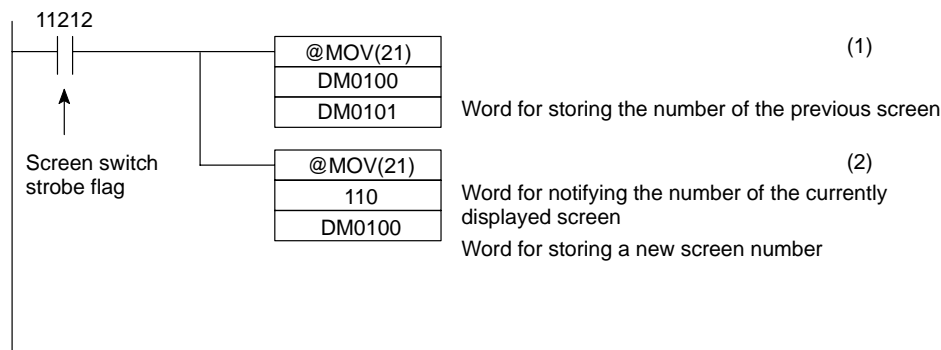 11212
@MOV(21)
(1)
DM0100
DM0101
Word for storing the number of the previous screen
Screen switch
strobe flag
@MOV(21)
(2)
110
Word for notifying the number of the currently
displayed screen
DM0100
Word for storing a new screen number